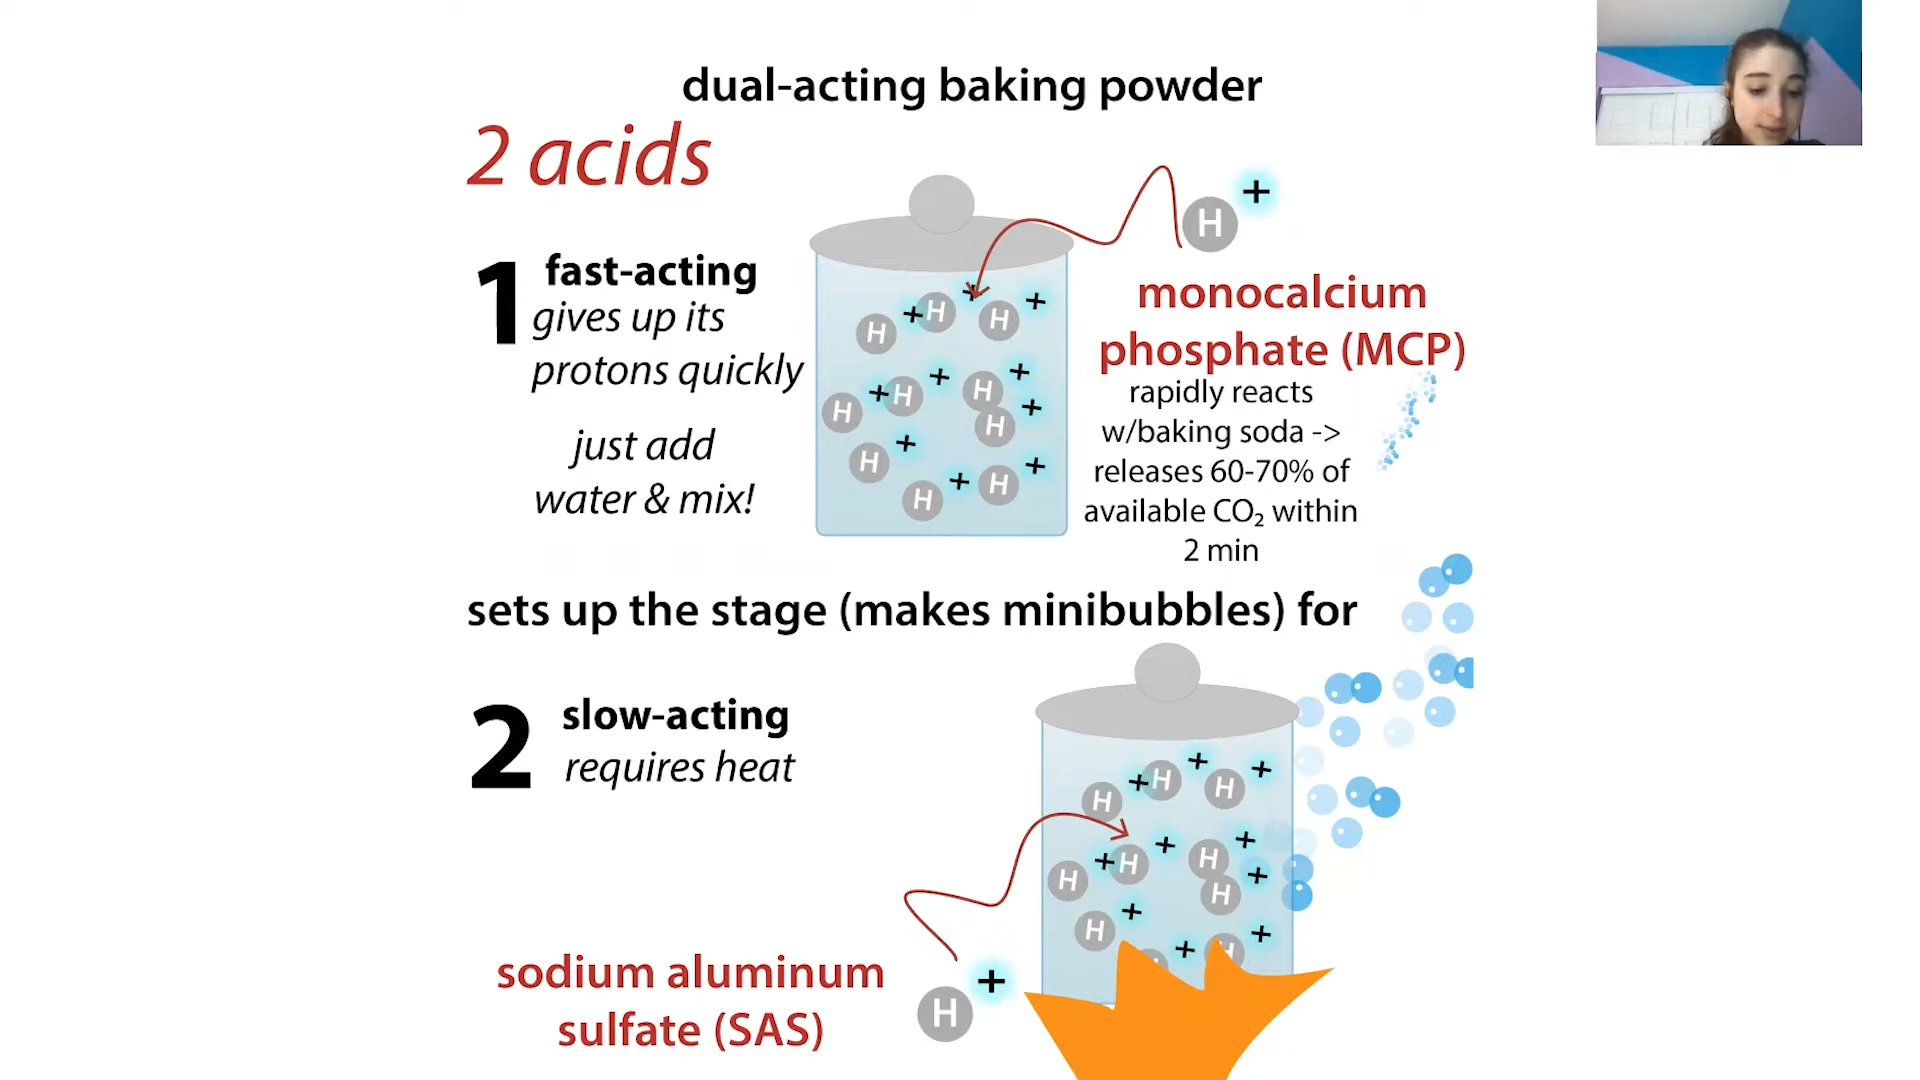 dual-acting baking powder
2 acids
1 fast-acting
gives up its
protons quickly
just add
water & mix!
H +
monocalcium
phosphate (MCP)
rapidly reacts
w/baking soda ->
releases 60-70% of
available CO₂ within
2 min
H + H + H +
H + H + H +
H +
H + H + H +
sets up the stage (makes minibubbles) for
2 slow-acting
requires heat
H + H + H +
H + H + H +
H +
H + + H +
sodium aluminum
sulfate (SAS)
H +